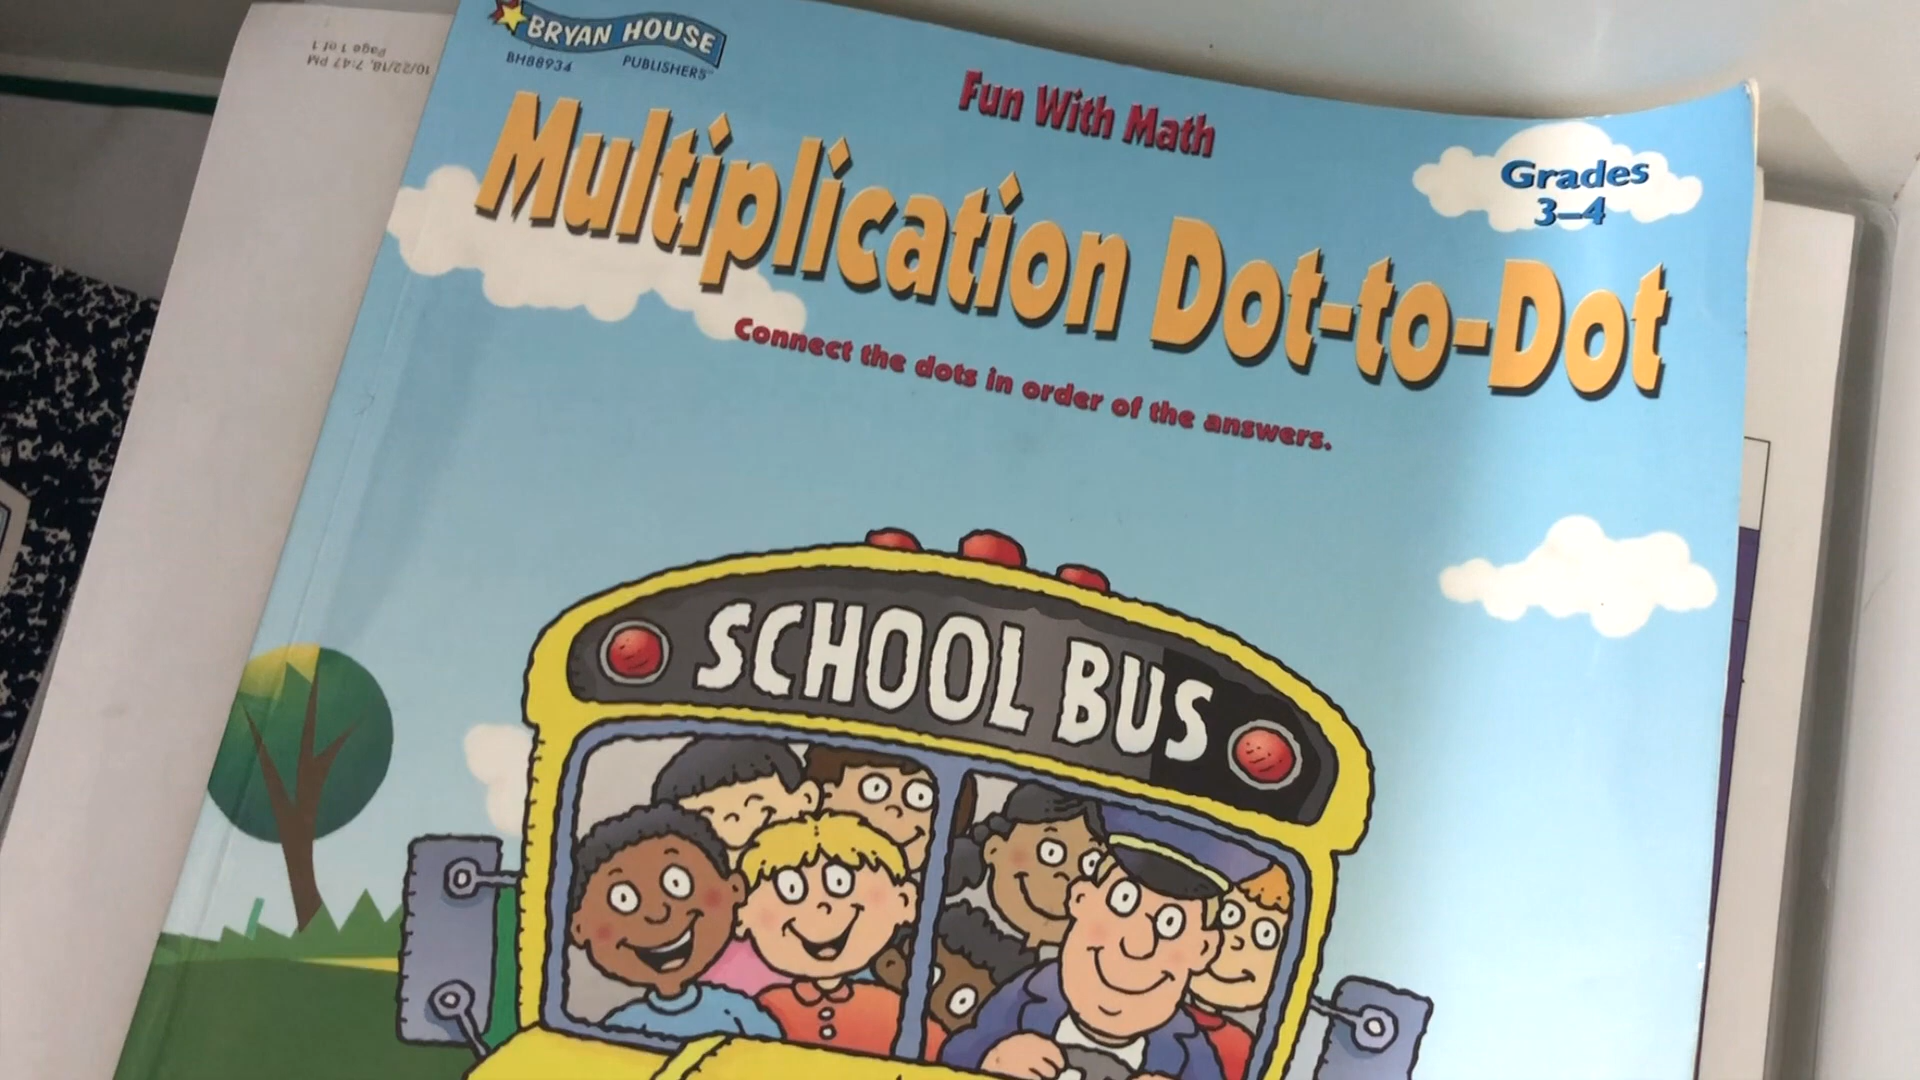 10/22/18, 7:47 PM
Page 1 of 1
BRYAN HOUSE
BH88934 PUBLISHERS™
Fun With Math
Multiplication Dot-to-Dot
Grades
3–4
Connect the dots in order of the answers.
SCHOOL BUS